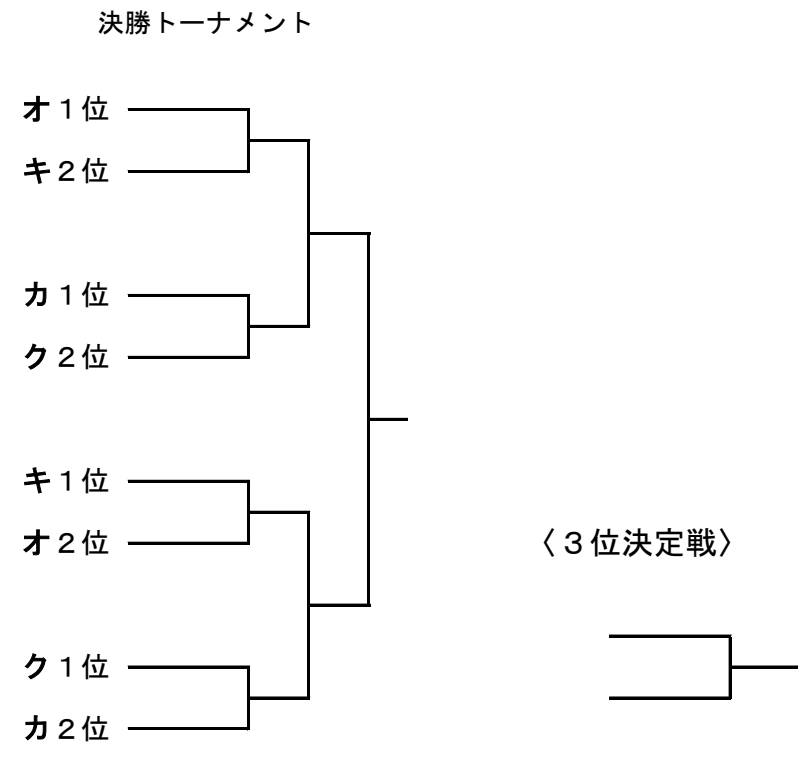 決勝トーナメント
オ１位
キ２位
カ１位
ク２位
キ１位
オ２位
〈３位決定戦〉
ク１位
カ２位